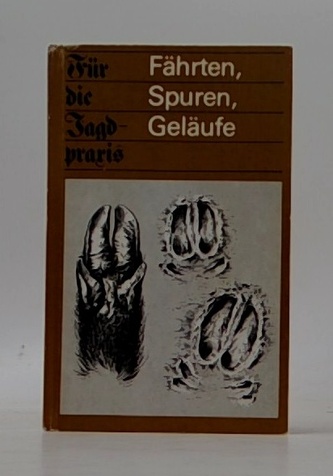 Für
die
Jagd-
praxis
Fährten,
Spuren,
Geläufe